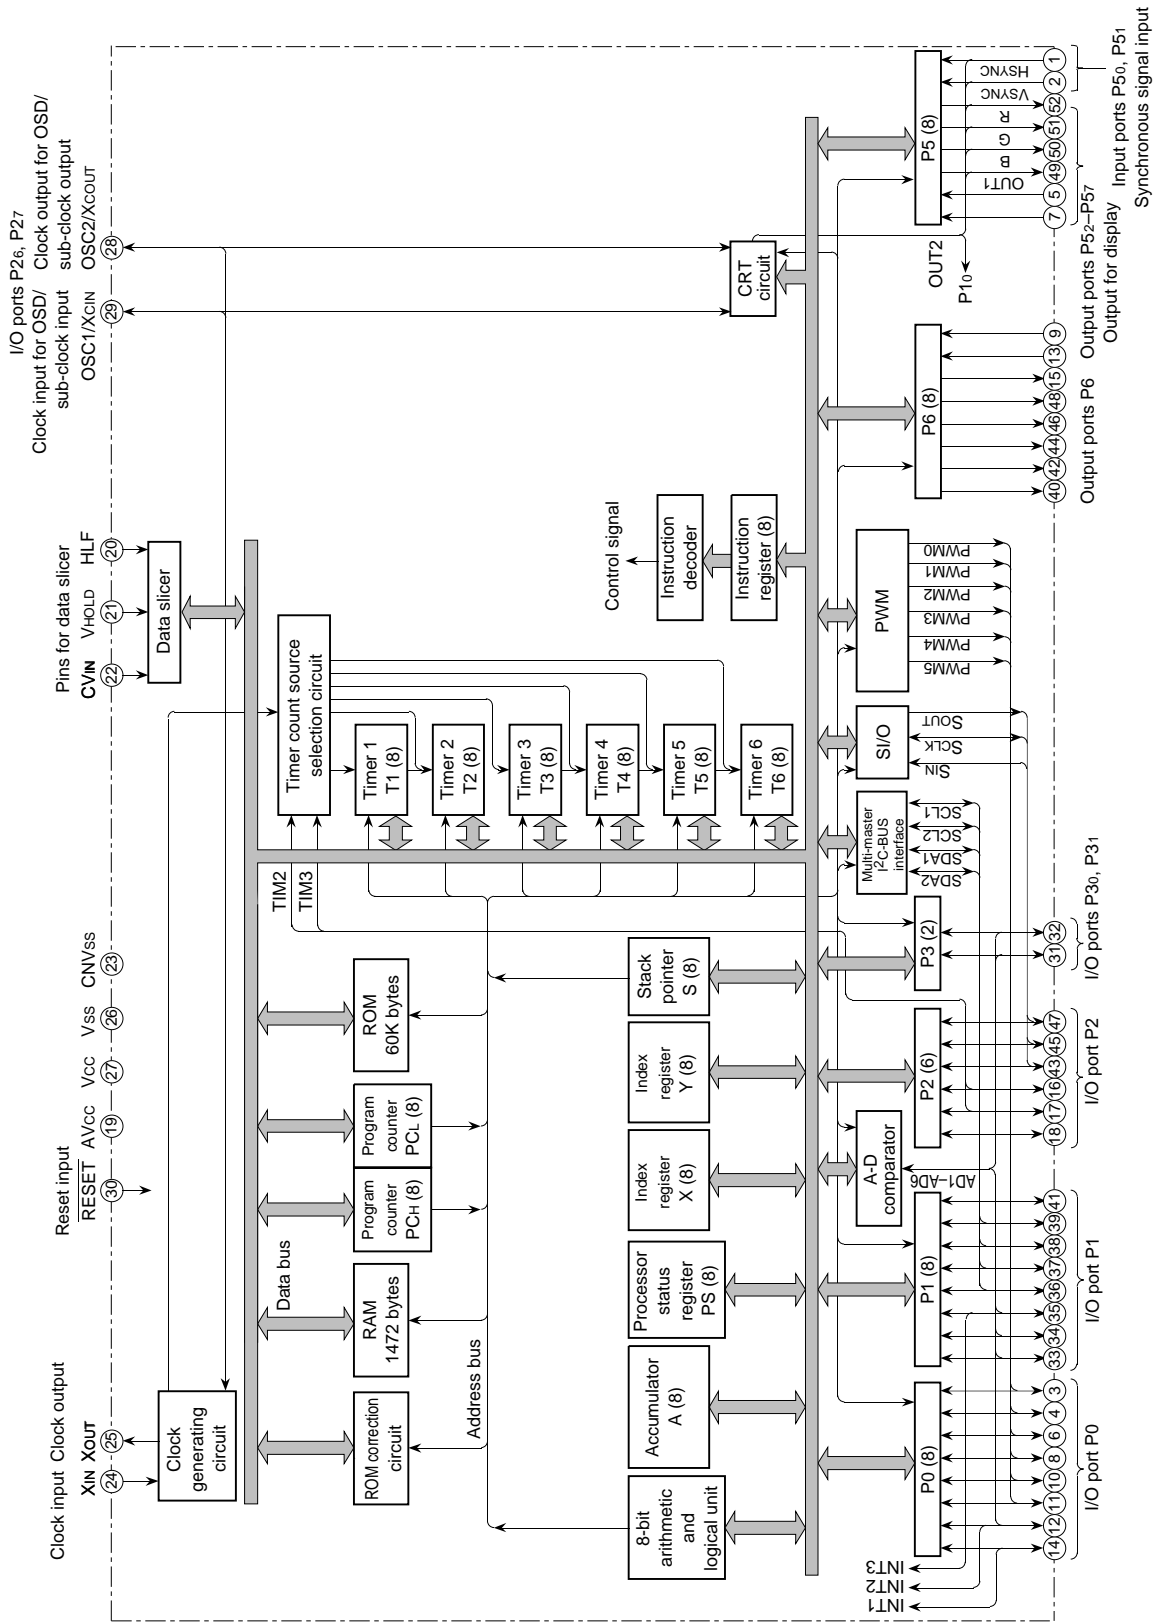 Clock input
Clock output
XIN
XOUT
24
25
Reset input
RESET
30
AVCC
19
VCC
27
VSS
26
CNVSS
23
Pins for data slicer
CVIN
VHOLD
HLF
22
21
20
I/O ports P26, P27
Clock input for OSD/
sub-clock input
OSC1/XCIN
29
Clock output for OSD/
sub-clock output
OSC2/XCOUT
28
Clock
generating
circuit
Data slicer
Data bus
ROM correction
circuit
RAM
1472 bytes
Program
counter
PCH (8)
Program
counter
PCL (8)
ROM
60K bytes
TIM2
TIM3
Timer count source
selection circuit
Timer 1
T1 (8)
Timer 2
T2 (8)
Timer 3
T3 (8)
Timer 4
T4 (8)
Timer 5
T5 (8)
Timer 6
T6 (8)
Address bus
8-bit
arithmetic
and
logical unit
Accumulator
A (8)
Processor
status
register
PS (8)
Index
register
X (8)
Index
register
Y (8)
Stack
pointer
S (8)
Control signal
Instruction
decoder
Instruction
register (8)
CRT
circuit
INT1
INT2
INT3
P0 (8)
P1 (8)
A-D
comparator
AD1–AD6
P2 (6)
P3 (2)
Multi-master
I2C-BUS
interface
SDA2
SDA1
SCL2
SCL1
SI/O
SIN
SCLK
SOUT
PWM
PWM5
PWM4
PWM3
PWM2
PWM1
PWM0
P6 (8)
OUT2
P10
P5 (8)
OUT1
B
G
R
VSYNC
HSYNC
14
12
11
10
8
6
4
3
33
34
35
36
37
38
39
41
18
17
16
43
45
47
31
32
40
42
44
46
48
15
13
9
7
5
49
50
51
52
2
1
I/O port P0
I/O port P1
I/O port P2
I/O ports P30, P31
Output ports P6
Output ports P52–P57
Output for display
Input ports P50, P51
Synchronous signal input